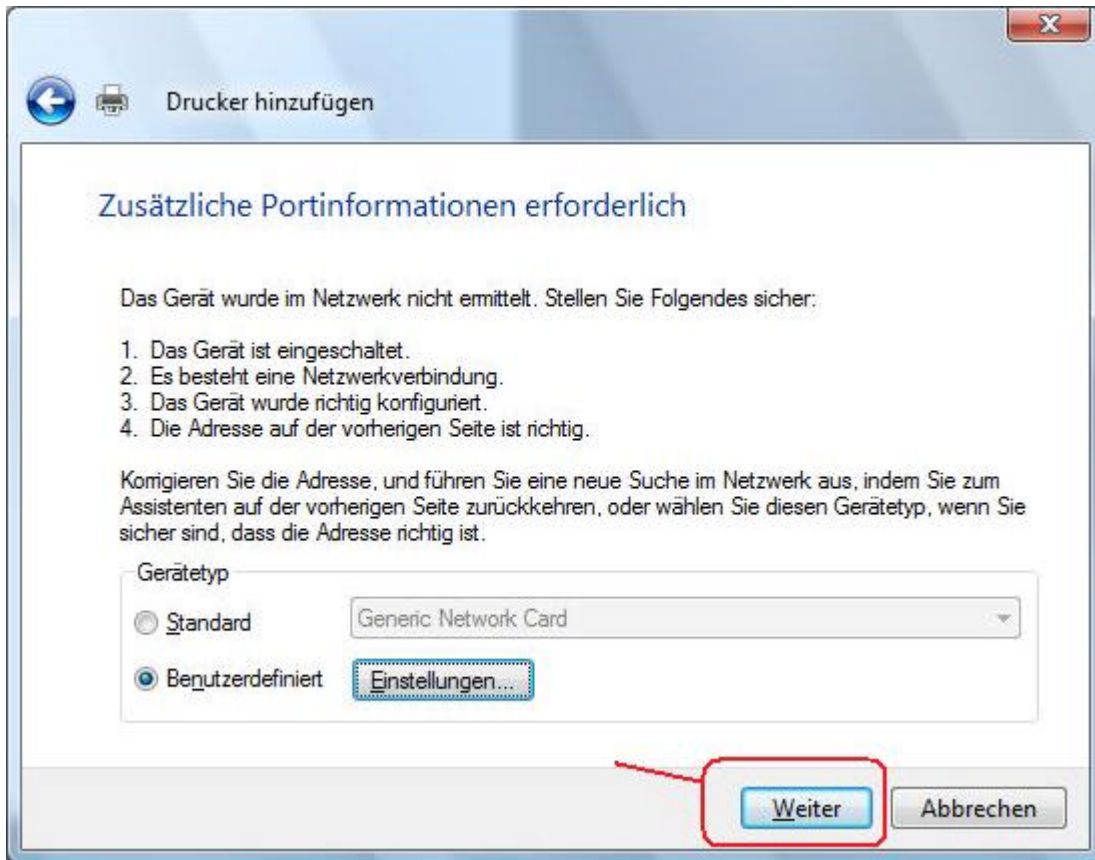 Drucker hinzufügen
Zusätzliche Portinformationen erforderlich
Das Gerät wurde im Netzwerk nicht ermittelt. Stellen Sie Folgendes sicher:
1. Das Gerät ist eingeschaltet.
2. Es besteht eine Netzwerkverbindung.
3. Das Gerät wurde richtig konfiguriert.
4. Die Adresse auf der vorherigen Seite ist richtig.
Korrigieren Sie die Adresse, und führen Sie eine neue Suche im Netzwerk aus, indem Sie zum
Assistenten auf der vorherigen Seite zurückkehren, oder wählen Sie diesen Gerätetyp, wenn Sie
sicher sind, dass die Adresse richtig ist.
Gerätetyp
Standard Generic Network Card
Benutzerdefiniert Einstellungen...
Weiter Abbrechen